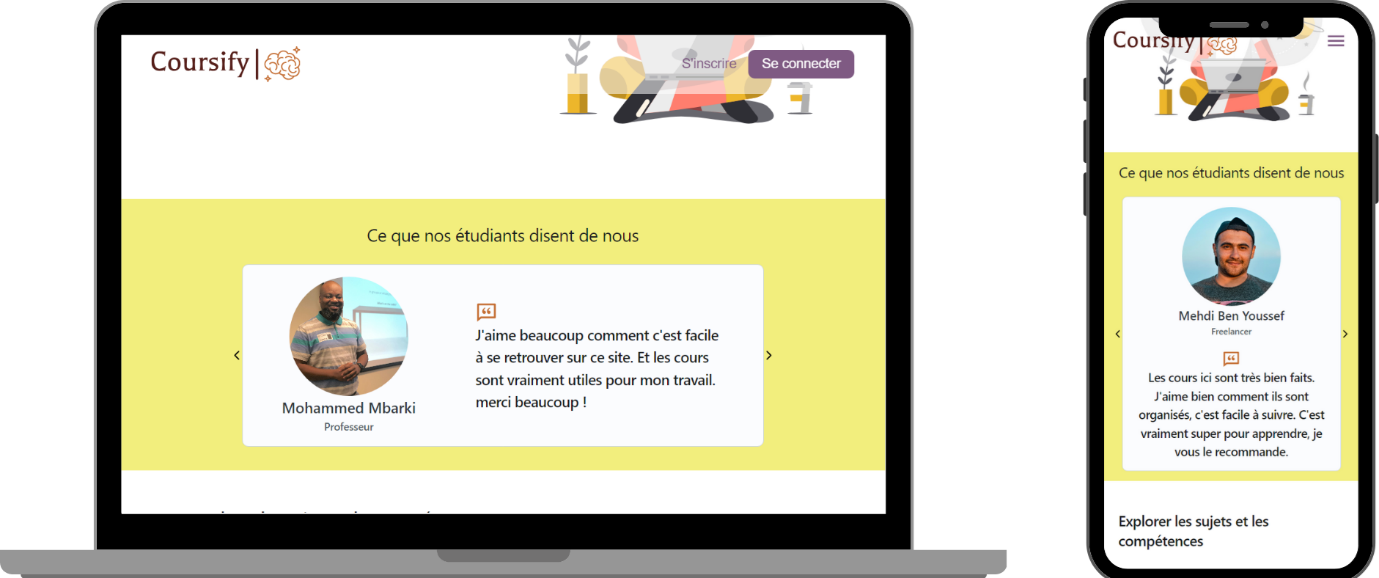 Coursify
S'inscrire
Se connecter
Ce que nos étudiants disent de nous
J'aime beaucoup comment c'est facile
à se retrouver sur ce site. Et les cours
sont vraiment utiles pour mon travail.
merci beaucoup !
Mohammed Mbarki
Professeur
Coursify
Ce que nos étudiants disent de nous
Mehdi Ben Youssef
Freelancer
Les cours ici sont très bien faits.
J'aime bien comment ils sont
organisés, c'est facile à suivre. C'est
vraiment super pour apprendre, je
vous le recommande.
Explorer les sujets et les
compétences